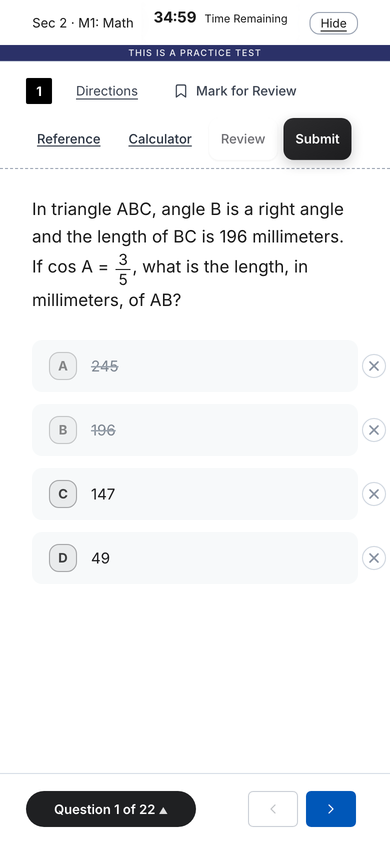 Sec 2 · M1: Math 34:59 Time Remaining Hide
THIS IS A PRACTICE TEST
1 Directions Mark for Review
Reference Calculator Review Submit
In triangle ABC, angle B is a right angle
and the length of BC is 196 millimeters.
If cos A = 3/5, what is the length, in
millimeters, of AB?
A 245
B 196
C 147
D 49
Question 1 of 22 ▲